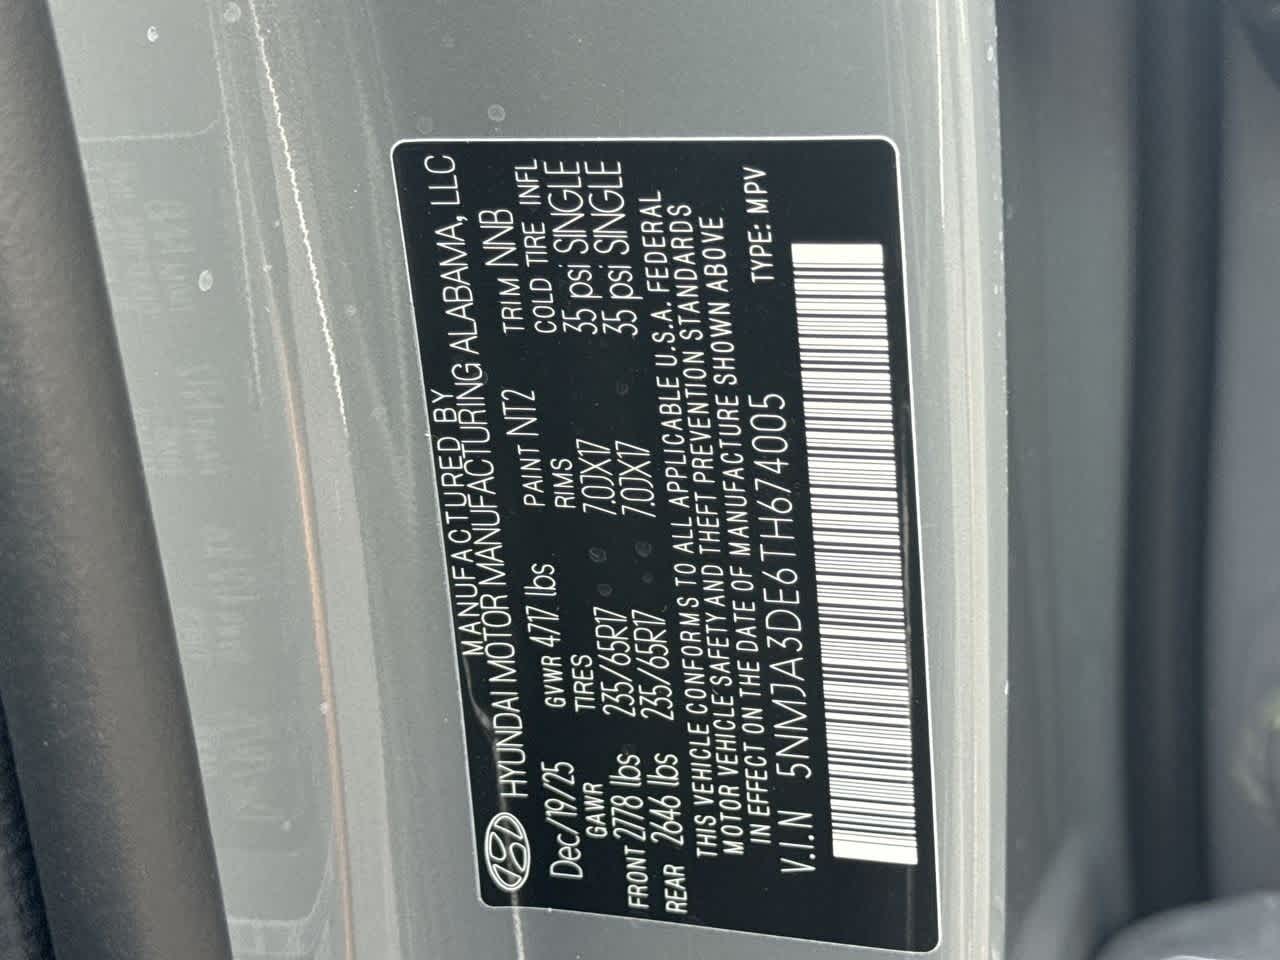 MANUFACTURED BY
HYUNDAI MOTOR MANUFACTURING ALABAMA, LLC
Dec/19/25 GVWR 4717 lbs PAINT NT2 TRIM NNB
GAWR TIRES RIMS COLD TIRE INFL
FRONT 2778 lbs 235/65R17 7.0JX17 35 psi SINGLE
REAR 2646 lbs 235/65R17 7.0JX17 35 psi SINGLE
THIS VEHICLE CONFORMS TO ALL APPLICABLE U.S.A. FEDERAL
MOTOR VEHICLE SAFETY AND THEFT PREVENTION STANDARDS
IN EFFECT ON THE DATE OF MANUFACTURE SHOWN ABOVE
V.I.N 5NMJA3DE6TH674005 TYPE: MPV